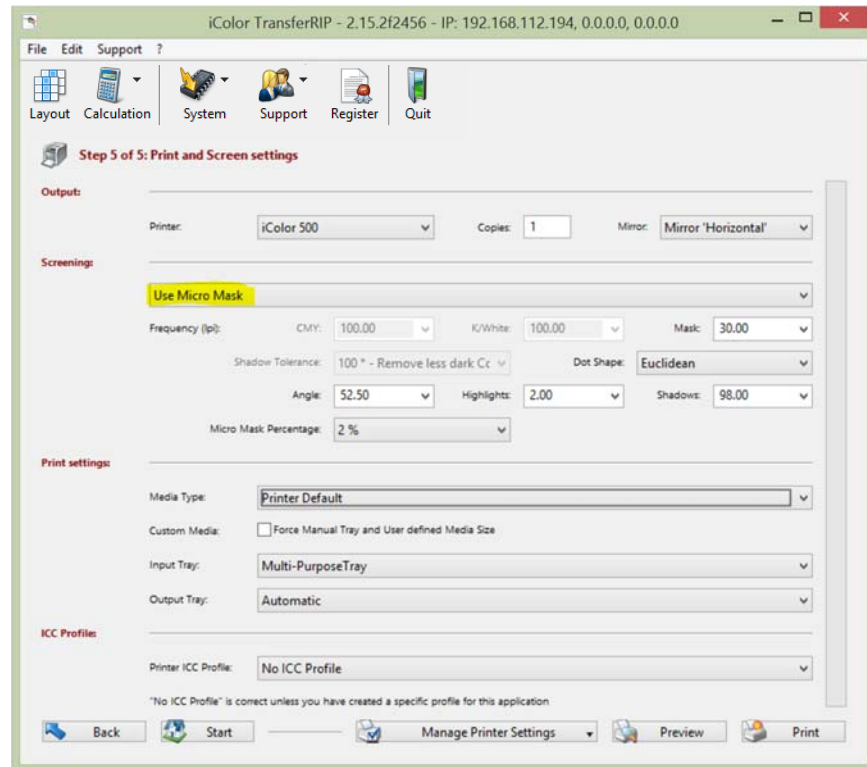 iColor TransferRIP - 2.15.2f2456 - IP: 192.168.112.194, 0.0.0.0, 0.0.0.0
File Edit Support ?
Layout Calculation System Support Register Quit
Step 5 of 5: Print and Screen settings
Output:
Printer: iColor 500 Copies: 1 Mirror: Mirror 'Horizontal'
Screening:
Use Micro Mask
Frequency (lpi): CMY: 100.00 K/White: 100.00 Mask: 30.00
Shadow Tolerance: 100 * - Remove less dark Cc Dot Shape: Euclidean
Angle: 52.50 Highlights: 2.00 Shadows: 98.00
Micro Mask Percentage: 2 %
Print settings:
Media Type: Printer Default
Custom Media: Force Manual Tray and User defined Media Size
Input Tray: Multi-PurposeTray
Output Tray: Automatic
ICC Profile:
Printer ICC Profile: No ICC Profile
"No ICC Profile" is correct unless you have created a specific profile for this application
Back Start Manage Printer Settings Preview Print